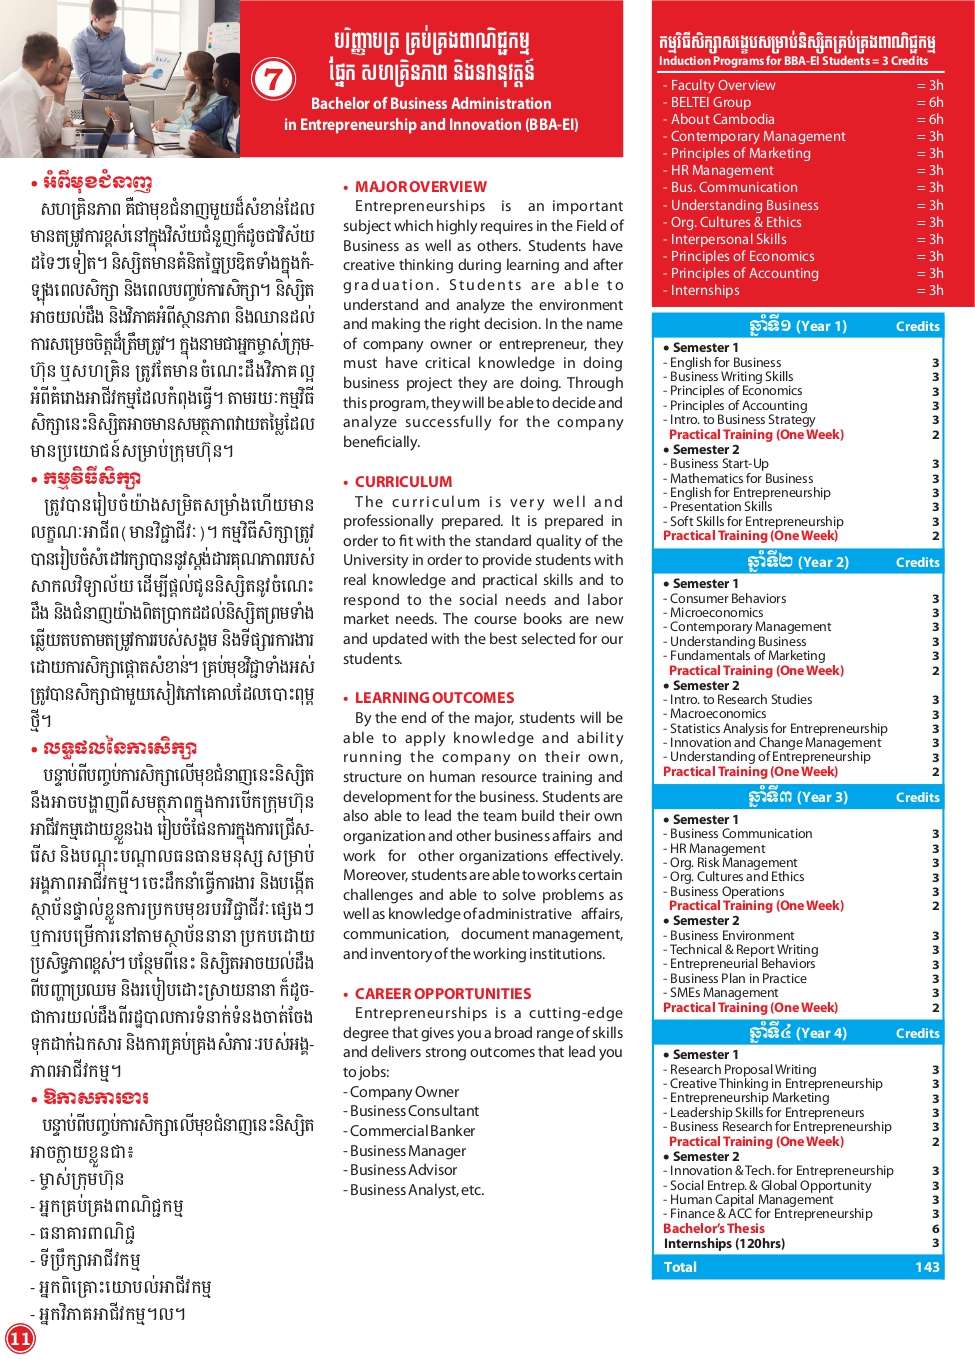 7
បរិញ្ញាបត្រ គ្រប់គ្រងពាណិជ្ជកម្ម
ផ្នែក សហគ្រិនភាព និងនវានុវត្តន៍
Bachelor of Business Administration
in Entrepreneurship and Innovation (BBA-EI)
• អំពីមុខជំនាញ
សហគ្រិនភាព គឺជាមុខជំនាញមួយដ៏សំខាន់ដែល
មានតម្រូវការខ្ពស់នៅក្នុងវិស័យជំនួញក៏ដូចជាវិស័យ
ដទៃៗទៀត។ និស្សិតមានគំនិតច្នៃប្រឌិតទាំងក្នុងកំ-
ឡុងពេលសិក្សា និងពេលបញ្ចប់ការសិក្សា។ និស្សិត
អាចយល់ដឹង និងវិភាគអំពីស្ថានភាព និងឈានដល់
ការសម្រេចចិត្តដ៏ត្រឹមត្រូវ។ ក្នុងនាមជាអ្នកម្ចាស់ក្រុម-
ហ៊ុន ឬសហគ្រិន ត្រូវតែមានចំណេះដឹងវិភាគល្អ
អំពីគំរោងអាជីវកម្មដែលកំពុងធ្វើ។ តាមរយៈកម្មវិធី
សិក្សានេះនិស្សិតអាចមានសមត្ថភាពវាយតម្លៃដែល
មានប្រយោជន៍សម្រាប់ក្រុមហ៊ុន។
• កម្មវិធីសិក្សា
ត្រូវបានរៀបចំយ៉ាងសម្រិតសម្រាំងហើយមាន
លក្ខណៈអាជីព( មានវិជ្ជាជីវៈ )។ កម្មវិធីសិក្សាត្រូវ
បានរៀបចំសំដៅរក្សាបាននូវស្តង់ដារគុណភាពរបស់
សាកលវិទ្យាល័យ ដើម្បីផ្តល់ជូននិស្សិតនូវចំណេះ
ដឹង និងជំនាញយ៉ាងពិតប្រាកដដល់និស្សិតព្រមទាំង
ឆ្លើយតបតាមតម្រូវការរបស់សង្គម និងទីផ្សារការងារ
ដោយការសិក្សាផ្តោតសំខាន់។ គ្រប់មុខវិជ្ជាទាំងអស់
ត្រូវបានសិក្សាជាមួយសៀវភៅគោលដែលបោះពុម្ព
ថ្មី។
• លទ្ធផលនៃការសិក្សា
បន្ទាប់ពីបញ្ចប់ការសិក្សាលើមុខជំនាញនេះនិស្សិត
នឹងអាចបង្ហាញពីសមត្ថភាពក្នុងការបើកក្រុមហ៊ុន
អាជីវកម្មដោយខ្លួនឯង រៀបចំផែនការក្នុងការជ្រើស-
រើស និងបណ្តុះបណ្តាលធនធានមនុស្ស សម្រាប់
អង្គភាពអាជីវកម្ម។ ចេះដឹកនាំធ្វើការងារ និងបង្កើត
ស្ថាប័នផ្ទាល់ខ្លួនការប្រកបមុខរបរវិជ្ជាជីវៈផ្សេងៗ
ឬការបម្រើការនៅតាមស្ថាប័ននានា ប្រកបដោយ
ប្រសិទ្ធភាពខ្ពស់។ បន្ថែមពីនេះ និស្សិតអាចយល់ដឹង
ពីបញ្ហាប្រឈម និងរបៀបដោះស្រាយនានា ក៏ដូច-
ជាការយល់ដឹងពីរដ្ឋបាលការទំនាក់ទំនងចាត់ចែង
ទុកដាក់ឯកសារ និងការគ្រប់គ្រងសំភារៈរបស់អង្គ-
ភាពអាជីវកម្ម។
• ឱកាសការងារ
បន្ទាប់ពីបញ្ចប់ការសិក្សាលើមុខជំនាញនេះនិស្សិត
អាចក្លាយខ្លួនជា៖
- ម្ចាស់ក្រុមហ៊ុន
- អ្នកគ្រប់គ្រងពាណិជ្ជកម្ម
- ធនាគារពាណិជ្ជ
- ទីប្រឹក្សាអាជីវកម្ម
- អ្នកពិគ្រោះយោបល់អាជីវកម្ម
- អ្នកវិភាគអាជីវកម្ម។ល។
• MAJOR OVERVIEW
Entrepreneurships is an important
subject which highly requires in the Field of
Business as well as others. Students have
creative thinking during learning and after
graduation. Students are able to
understand and analyze the environment
and making the right decision. In the name
of company owner or entrepreneur, they
must have critical knowledge in doing
business project they are doing. Through
this program, they will be able to decide and
analyze successfully for the company
beneficially.
• CURRICULUM
The curriculum is very well and
professionally prepared. It is prepared in
order to fit with the standard quality of the
University in order to provide students with
real knowledge and practical skills and to
respond to the social needs and labor
market needs. The course books are new
and updated with the best selected for our
students.
• LEARNING OUTCOMES
By the end of the major, students will be
able to apply knowledge and ability
running the company on their own,
structure on human resource training and
development for the business. Students are
also able to lead the team build their own
organization and other business affairs and
work for other organizations effectively.
Moreover, students are able to works certain
challenges and able to solve problems as
well as knowledge of administrative affairs,
communication, document management,
and inventory of the working institutions.
• CAREER OPPORTUNITIES
Entrepreneurships is a cutting-edge
degree that gives you a broad range of skills
and delivers strong outcomes that lead you
to jobs:
- Company Owner
- Business Consultant
- Commercial Banker
- Business Manager
- Business Advisor
- Business Analyst, etc.
កម្មវិធីសិក្សាសង្ខេបសម្រាប់និស្សិតគ្រប់គ្រងពាណិជ្ជកម្ម
Induction Programs for BBA-EI Students = 3 Credits
- Faculty Overview = 3h
- BELTEI Group = 6h
- About Cambodia = 6h
- Contemporary Management = 3h
- Principles of Marketing = 3h
- HR Management = 3h
- Bus. Communication = 3h
- Understanding Business = 3h
- Org. Cultures & Ethics = 3h
- Interpersonal Skills = 3h
- Principles of Economics = 3h
- Principles of Accounting = 3h
- Internships = 3h
ឆ្នាំទី១ (Year 1) Credits
• Semester 1
- English for Business 3
- Business Writing Skills 3
- Principles of Economics 3
- Principles of Accounting 3
- Intro. to Business Strategy 3
Practical Training (One Week) 2
• Semester 2
- Business Start-Up 3
- Mathematics for Business 3
- English for Entrepreneurship 3
- Presentation Skills 3
- Soft Skills for Entrepreneurship 3
Practical Training (One Week) 2
ឆ្នាំទី២ (Year 2) Credits
• Semester 1
- Consumer Behaviors 3
- Microeconomics 3
- Contemporary Management 3
- Understanding Business 3
- Fundamentals of Marketing 3
Practical Training (One Week) 2
• Semester 2
- Intro. to Research Studies 3
- Macroeconomics 3
- Statistics Analysis for Entrepreneurship 3
- Innovation and Change Management 3
- Understanding of Entrepreneurship 3
Practical Training (One Week) 2
ឆ្នាំទី៣ (Year 3) Credits
• Semester 1
- Business Communication 3
- HR Management 3
- Org. Risk Management 3
- Org. Cultures and Ethics 3
- Business Operations 3
Practical Training (One Week) 2
• Semester 2
- Business Environment 3
- Technical & Report Writing 3
- Entrepreneurial Behaviors 3
- Business Plan in Practice 3
- SMEs Management 3
Practical Training (One Week) 2
ឆ្នាំទី៤ (Year 4) Credits
• Semester 1
- Research Proposal Writing 3
- Creative Thinking in Entrepreneurship 3
- Entrepreneurship Marketing 3
- Leadership Skills for Entrepreneurs 3
- Business Research for Entrepreneurship 3
Practical Training (One Week) 2
• Semester 2
- Innovation & Tech. for Entrepreneurship 3
- Social Entrep. & Global Opportunity 3
- Human Capital Management 3
- Finance & ACC for Entrepreneurship 3
Bachelor's Thesis 6
Internships (120hrs) 3
Total 143
11